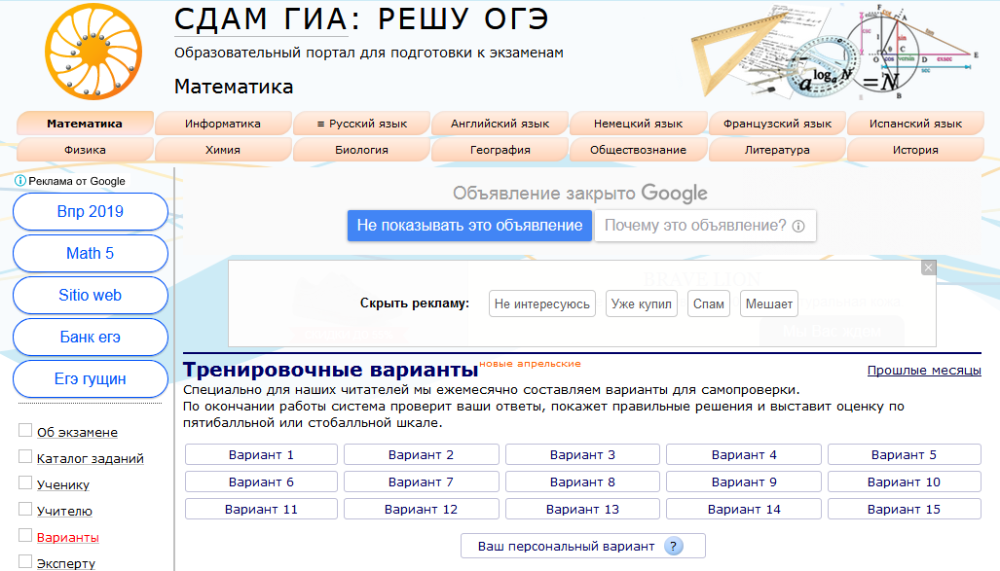 СДАМ ГИА: РЕШУ ОГЭ
Образовательный портал для подготовки к экзаменам
Математика
Математика
Информатика
≡ Русский язык
Английский язык
Немецкий язык
Французский язык
Испанский язык
Физика
Химия
Биология
География
Обществознание
Литература
История
Реклама от Google
Впр 2019
Math 5
Sitio web
Банк егэ
Егэ гущин
Об экзамене
Каталог заданий
Ученику
Учителю
Варианты
Эксперту
Объявление закрыто Google
Не показывать это объявление
Почему это объявление?
Скрыть рекламу:
Не интересуюсь
Уже купил
Спам
Мешает
BRAVE LION
Тренировочные варианты новые апрельские
Прошлые месяцы
Специально для наших читателей мы ежемесячно составляем варианты для самопроверки.
По окончании работы система проверит ваши ответы, покажет правильные решения и выставит оценку по
пятибалльной или стобалльной шкале.
Вариант 1
Вариант 2
Вариант 3
Вариант 4
Вариант 5
Вариант 6
Вариант 7
Вариант 8
Вариант 9
Вариант 10
Вариант 11
Вариант 12
Вариант 13
Вариант 14
Вариант 15
Ваш персональный вариант ?